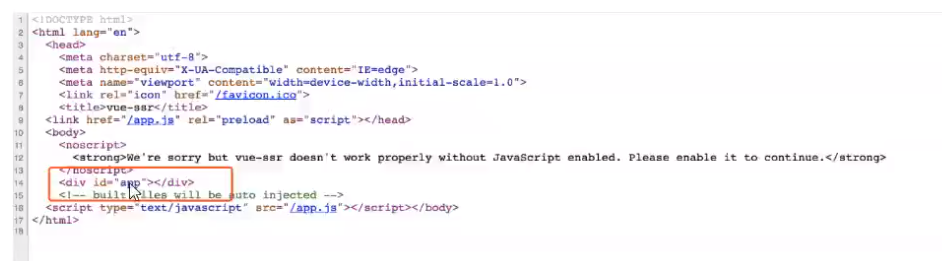 1 <!DOCTYPE html>
2 <html lang="en">
3 <head>
4 <meta charset="utf-8">
5 <meta http-equiv="X-UA-Compatible" content="IE=edge">
6 <meta name="viewport" content="width=device-width,initial-scale=1.0">
7 <link rel="icon" href="/favicon.ico">
8 <title>vue-ssr</title>
9 <link href="/app.js" rel="preload" as="script"></head>
10 <body>
11 <noscript>
12 <strong>We're sorry but vue-ssr doesn't work properly without JavaScript enabled. Please enable it to continue.</strong>
13 </noscript>
14 <div id="app"></div>
15 <!-- built files will be auto injected -->
16 <script type="text/javascript" src="/app.js"></script></body>
17 </html>
18